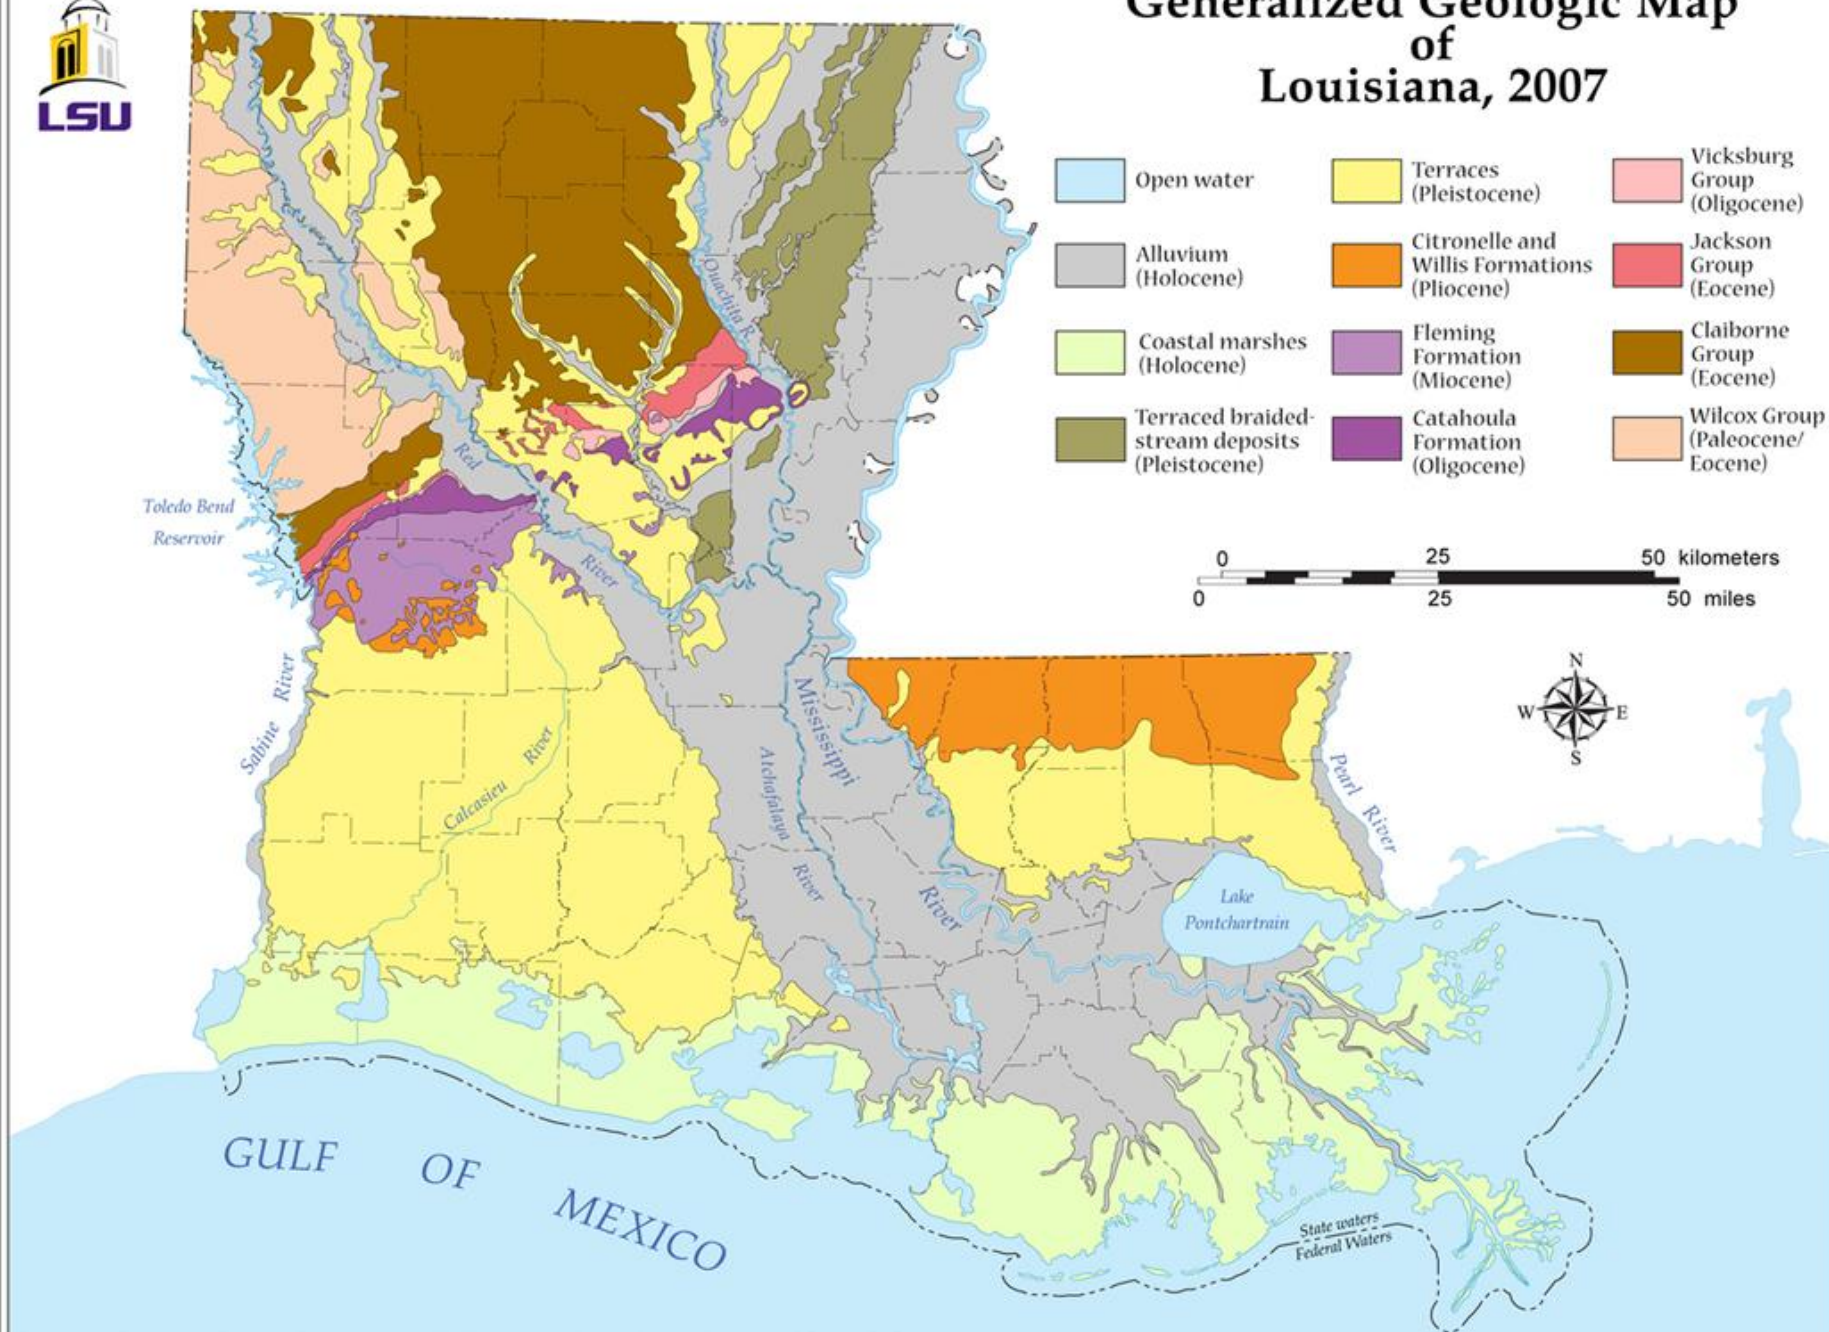 Generalized Geologic Map
of
Louisiana, 2007
LSU
Open water
Alluvium
(Holocene)
Coastal marshes
(Holocene)
Terraced braided-
stream deposits
(Pleistocene)
Terraces
(Pleistocene)
Citronelle and
Willis Formations
(Pliocene)
Fleming
Formation
(Miocene)
Catahoula
Formation
(Oligocene)
Vicksburg
Group
(Oligocene)
Jackson
Group
(Eocene)
Claiborne
Group
(Eocene)
Wilcox Group
(Paleocene/
Eocene)
0 25 50 kilometers
0 25 50 miles
N
W E
S
Ouachita R.
Red
River
Toledo Bend
Reservoir
Sabine River
Calcasieu River
Mississippi
River
Atchafalaya
River
Pearl River
Lake
Pontchartrain
GULF OF MEXICO
State waters
Federal Waters